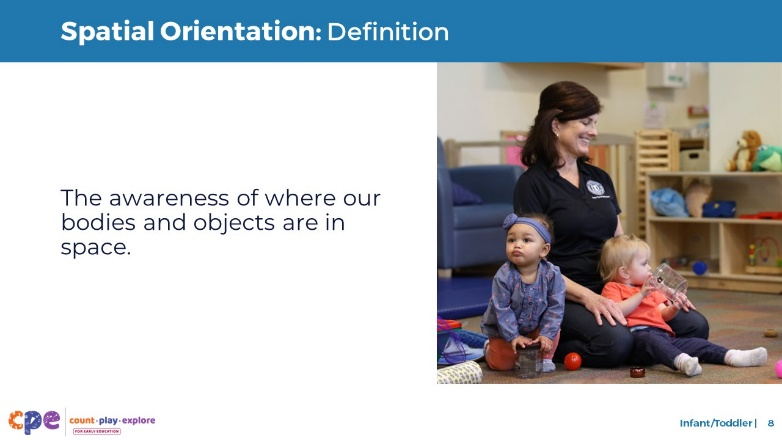 Spatial Orientation: Definition
The awareness of where our
bodies and objects are in
space.
cpe
count·play·explore
FOR EARLY EDUCATION
Infant/Toddler | 8